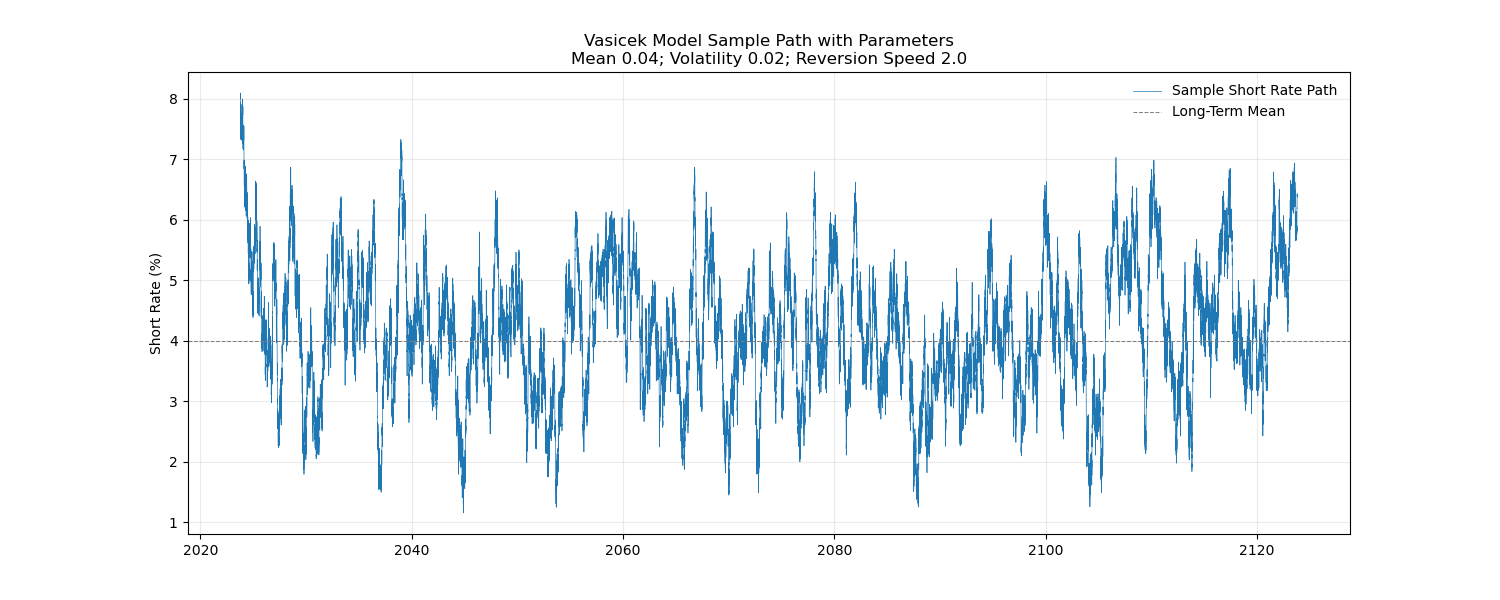 Vasicek Model Sample Path with Parameters
Mean 0.04; Volatility 0.02; Reversion Speed 2.0
Sample Short Rate Path
Long-Term Mean
Short Rate (%)
8
7
6
5
4
3
2
1
2020
2040
2060
2080
2100
2120